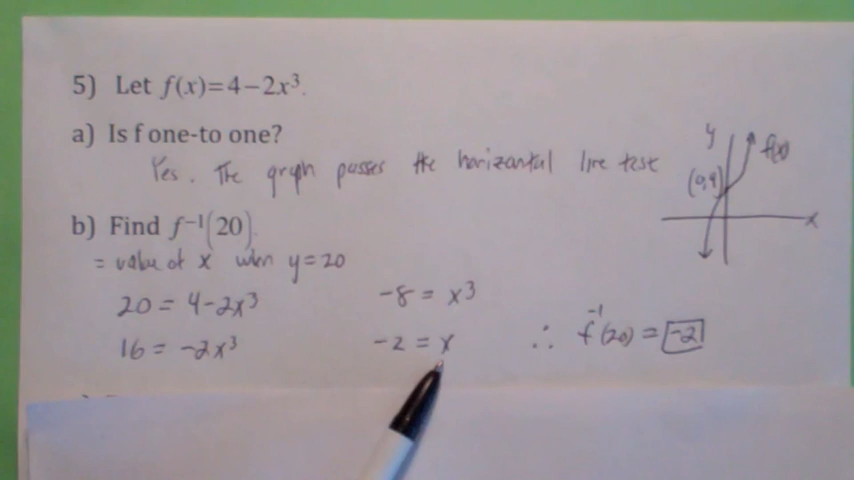 5) Let f(x)=4−2x³.
a) Is f one-to one?
Yes. The graph passes the horizantal line test
y
f(x)
(0,4)
x
b) Find f⁻¹(20).
= value of x when y=20
20 = 4-2x³
-8 = x³
16 = -2x³
-2 = x
∴ f⁻¹(20) = -2